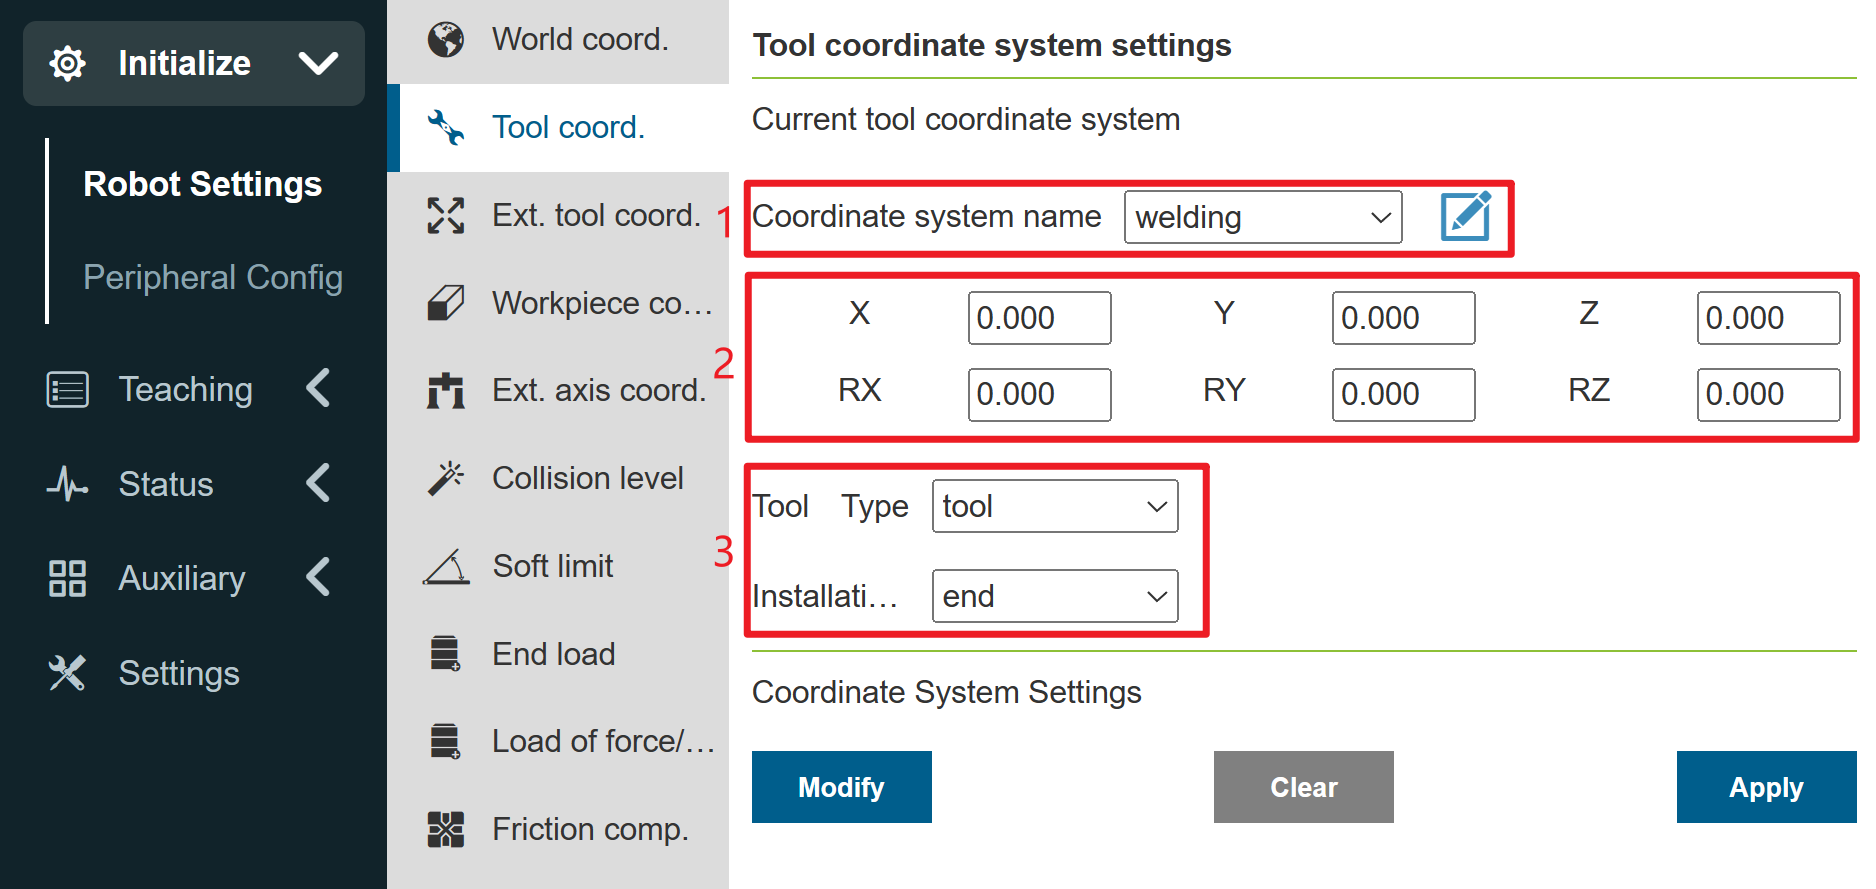 Initialize
Robot Settings
Peripheral Config
Teaching
Status
Auxiliary
Settings
World coord.
Tool coord.
Ext. tool coord.
Workpiece co…
Ext. axis coord.
Collision level
Soft limit
End load
Load of force/…
Friction comp.
Tool coordinate system settings
Current tool coordinate system
1 Coordinate system name welding
2
X 0.000 Y 0.000 Z 0.000
RX 0.000 RY 0.000 RZ 0.000
3
Tool Type tool
Installati… end
Coordinate System Settings
Modify Clear Apply